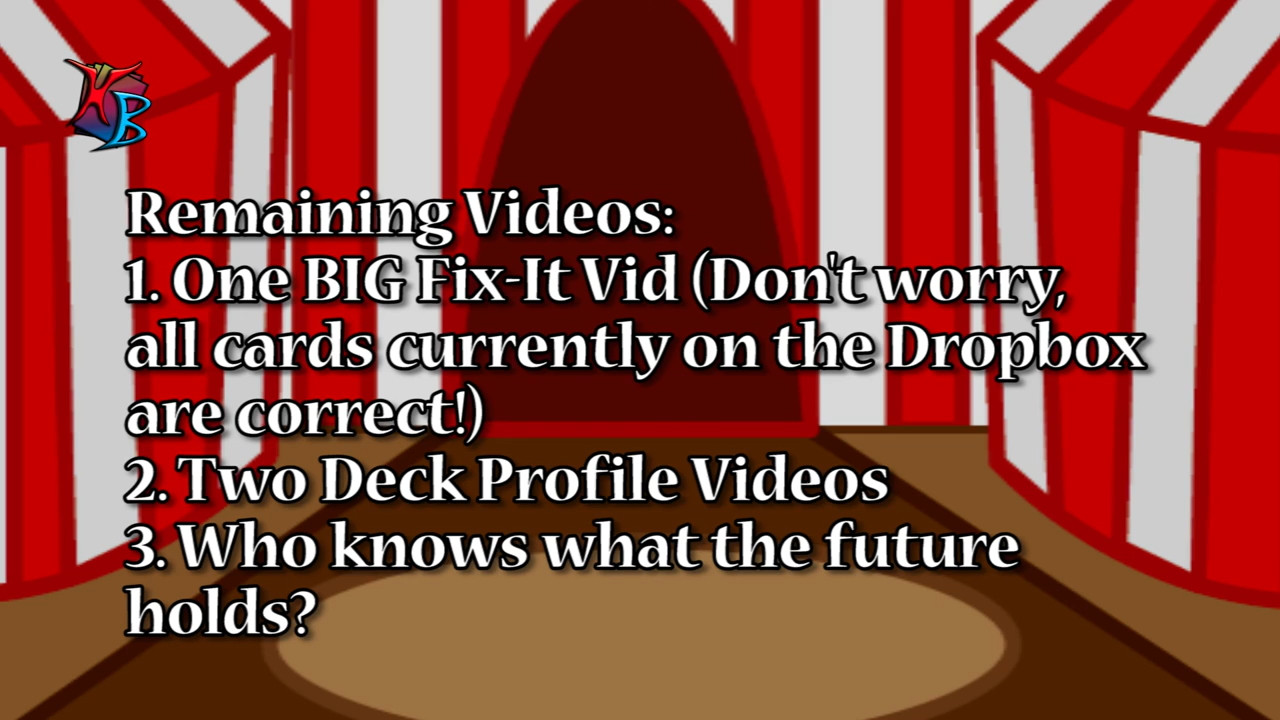 KB
Remaining Videos:
1. One BIG Fix-It Vid (Don't worry,
all cards currently on the Dropbox
are correct!)
2. Two Deck Profile Videos
3. Who knows what the future
holds?